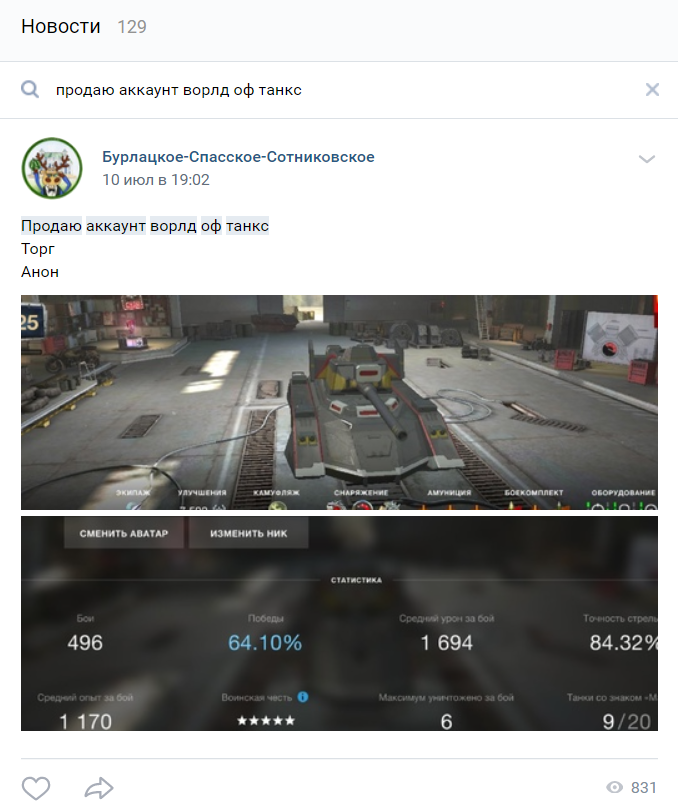 Новости 129
продаю аккаунт ворлд оф танкс
Бурлацкое-Спасское-Сотниковское
10 июл в 19:02
Продаю аккаунт ворлд оф танкс
Торг
Анон
25
ЭКИПАЖ УЛУЧШЕНИЯ КАМУФЛЯЖ СНАРЯЖЕНИЕ АМУНИЦИЯ БОЕКОМПЛЕКТ ОБОРУДОВАНИЕ
СМЕНИТЬ АВАТАР ИЗМЕНИТЬ НИК
СТАТИСТИКА
Бои Победы Средний урон за бой Точность стрель
496 64.10% 1 694 84.32%
Средний опыт за бой Воинская честь Максимум уничтожено за бой Танки со знаком «М
1 170 ★★★★★ 6 9/20
831